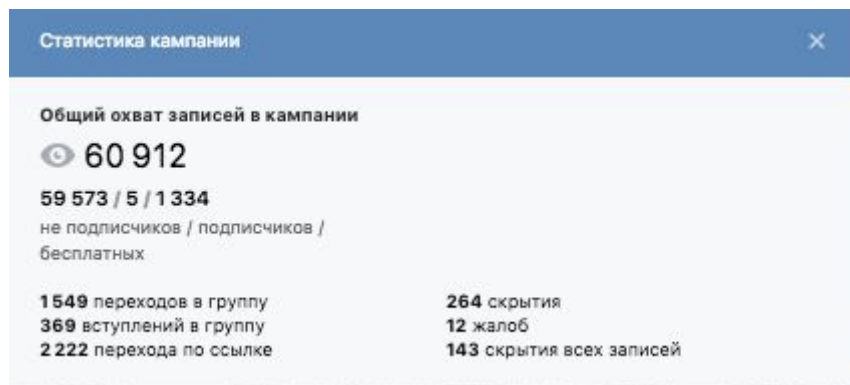 Статистика кампании
Общий охват записей в кампании
60 912
59 573 / 5 / 1 334
не подписчиков / подписчиков /
бесплатных
1 549 переходов в группу
369 вступлений в группу
2 222 перехода по ссылке
264 скрытия
12 жалоб
143 скрытия всех записей